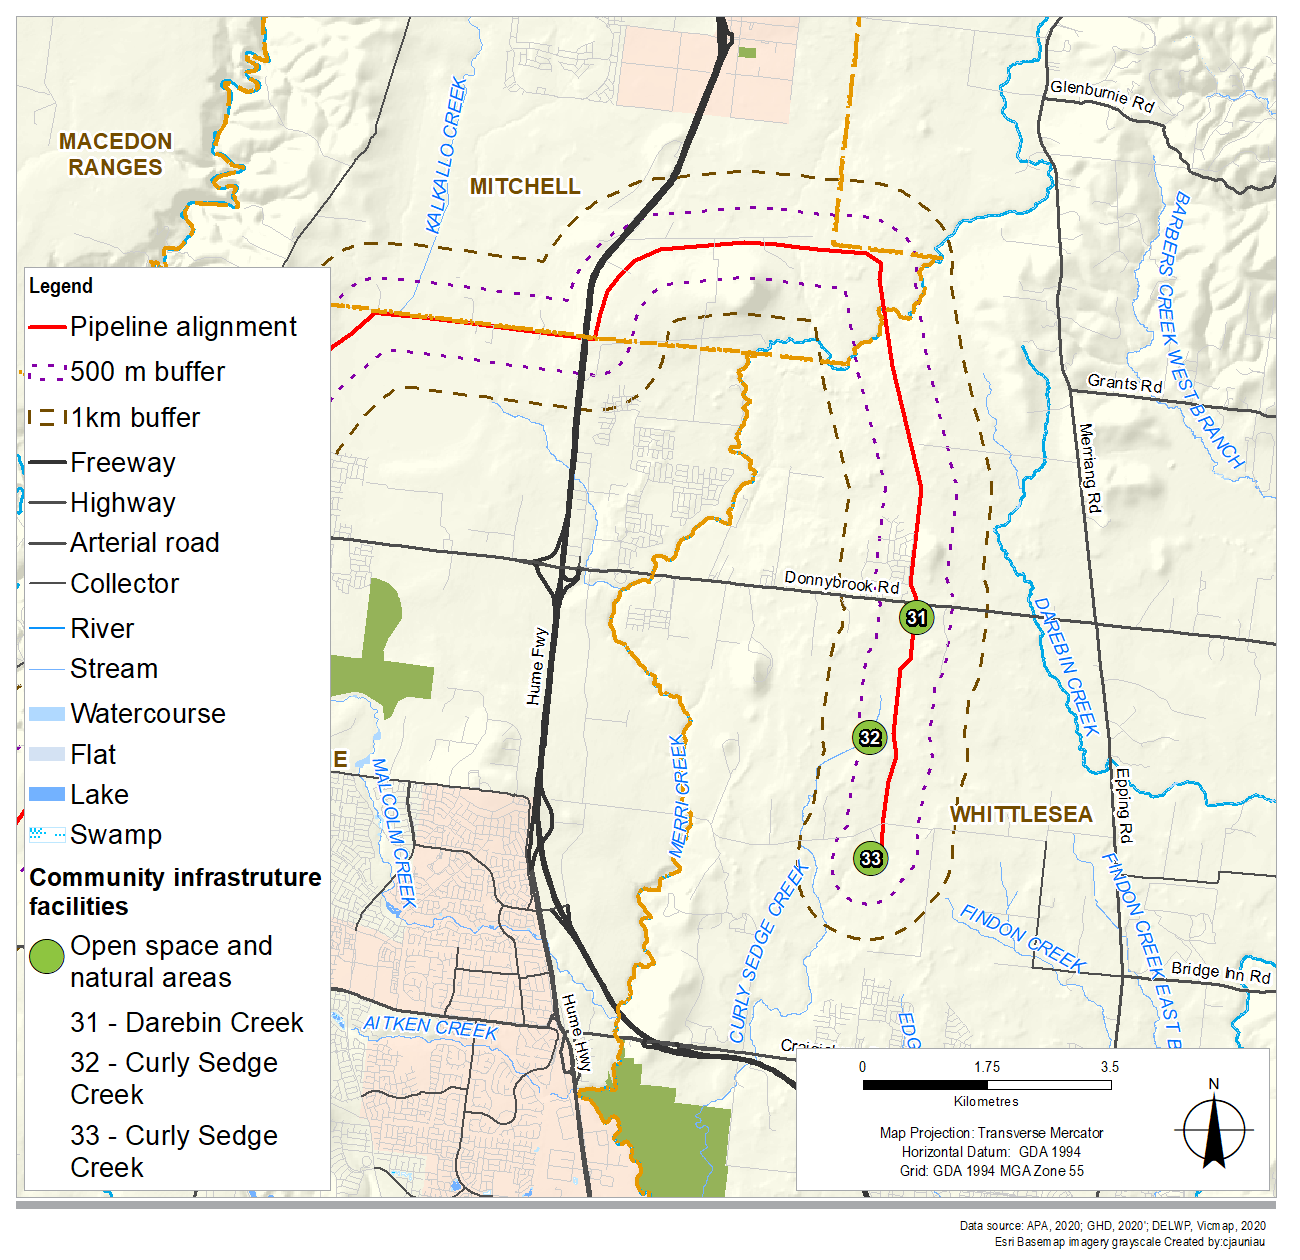 Glenburnie Rd
MACEDON
RANGES
KALKALLO CREEK
MITCHELL
BARBERS CREEK WEST BRANCH
Legend
Pipeline alignment
500 m buffer
1km buffer
Freeway
Highway
Arterial road
Collector
River
Stream
Watercourse
Flat
Lake
Swamp
Community infrastruture
facilities
Open space and
natural areas
31 - Darebin Creek
32 - Curly Sedge
Creek
33 - Curly Sedge
Creek
Grants Rd
Merriang Rd
Donnybrook Rd
31
DAREBIN CREEK
Hume Fwy
32
E
MALCOLM CREEK
MERRI CREEK
Epping Rd
WHITTLESEA
33
CURLY SEDGE CREEK
FINDON CREEK
FINDON CREEK EAST B
Bridge Inn Rd
AITKEN CREEK
Hume Hwy
EDG
0 1.75 3.5
Kilometres
N
Map Projection: Transverse Mercator
Horizontal Datum: GDA 1994
Grid: GDA 1994 MGA Zone 55
Data source: APA, 2020; GHD, 2020'; DELWP, Vicmap, 2020
Esri Basemap imagery grayscale Created by:cjauniau